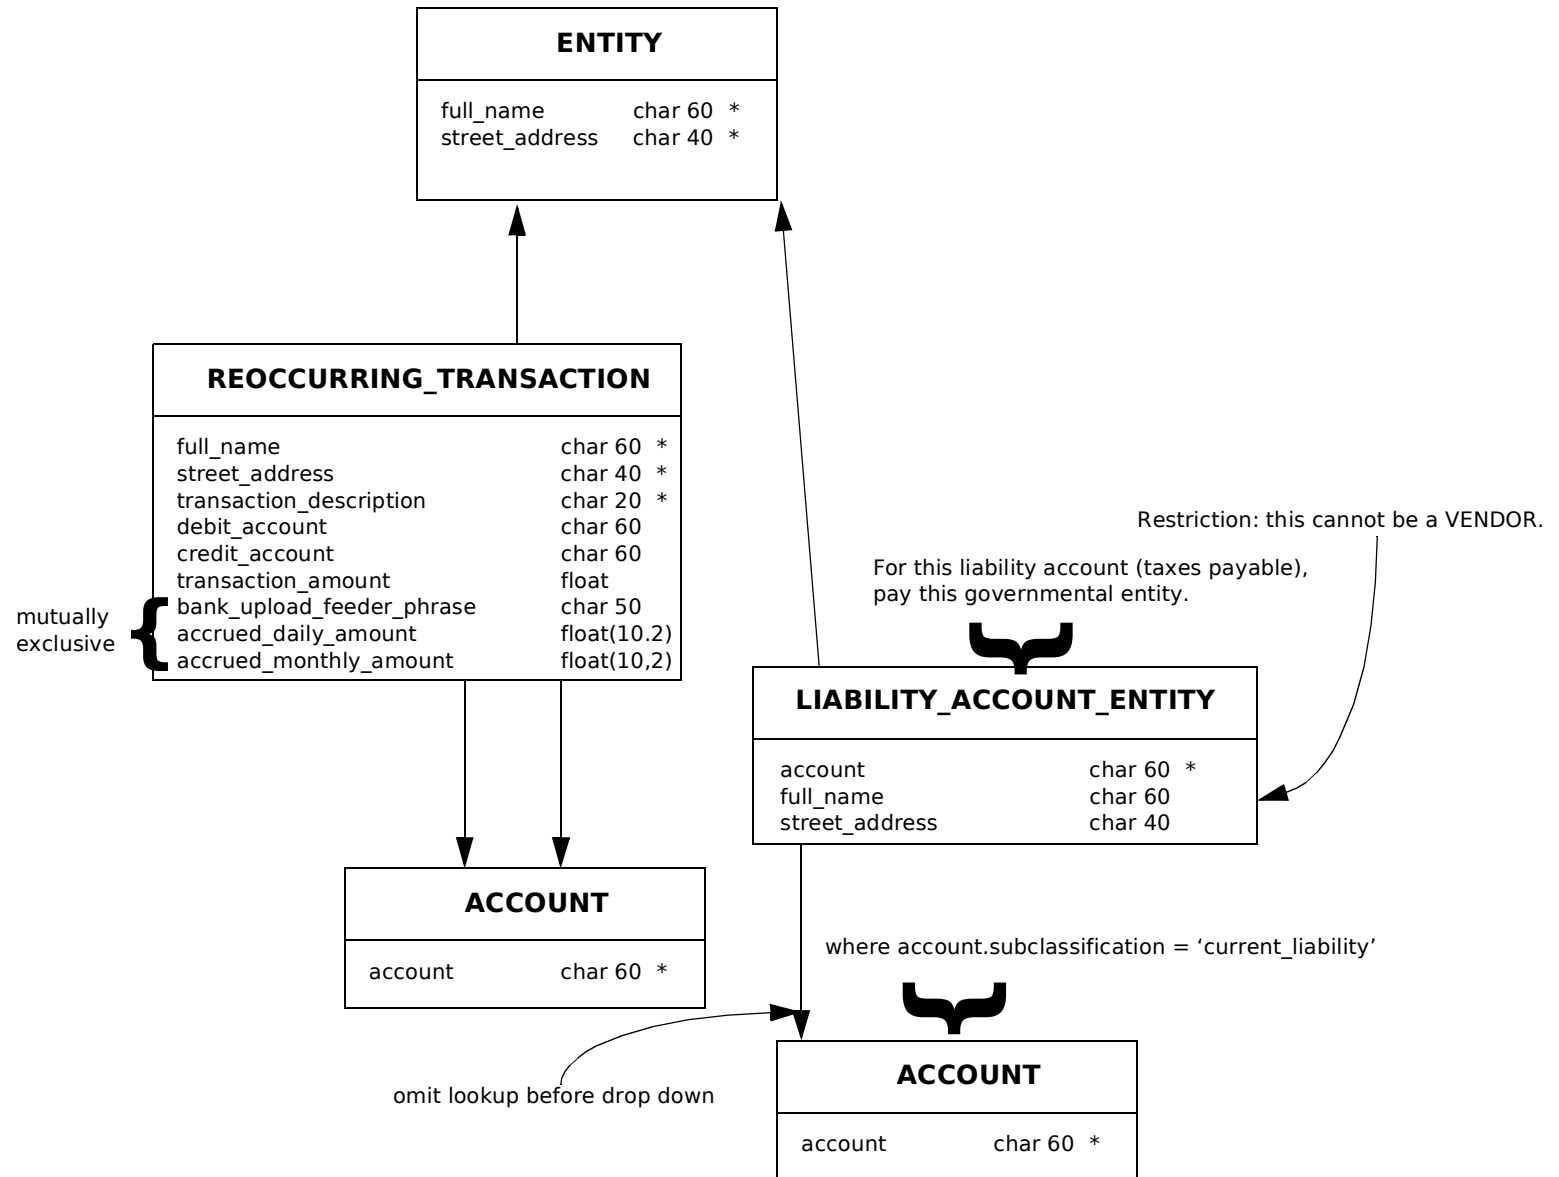 ENTITY
full_name char 60 *
street_address char 40 *
REOCCURRING_TRANSACTION
full_name char 60 *
street_address char 40 *
transaction_description char 20 *
debit_account char 60
credit_account char 60
transaction_amount float
bank_upload_feeder_phrase char 50
accrued_daily_amount float(10.2)
accrued_monthly_amount float(10,2)
mutually
exclusive
Restriction: this cannot be a VENDOR.
For this liability account (taxes payable),
pay this governmental entity.
LIABILITY_ACCOUNT_ENTITY
account char 60 *
full_name char 60
street_address char 40
ACCOUNT
account char 60 *
where account.subclassification = ‘current_liability’
omit lookup before drop down
ACCOUNT
account char 60 *